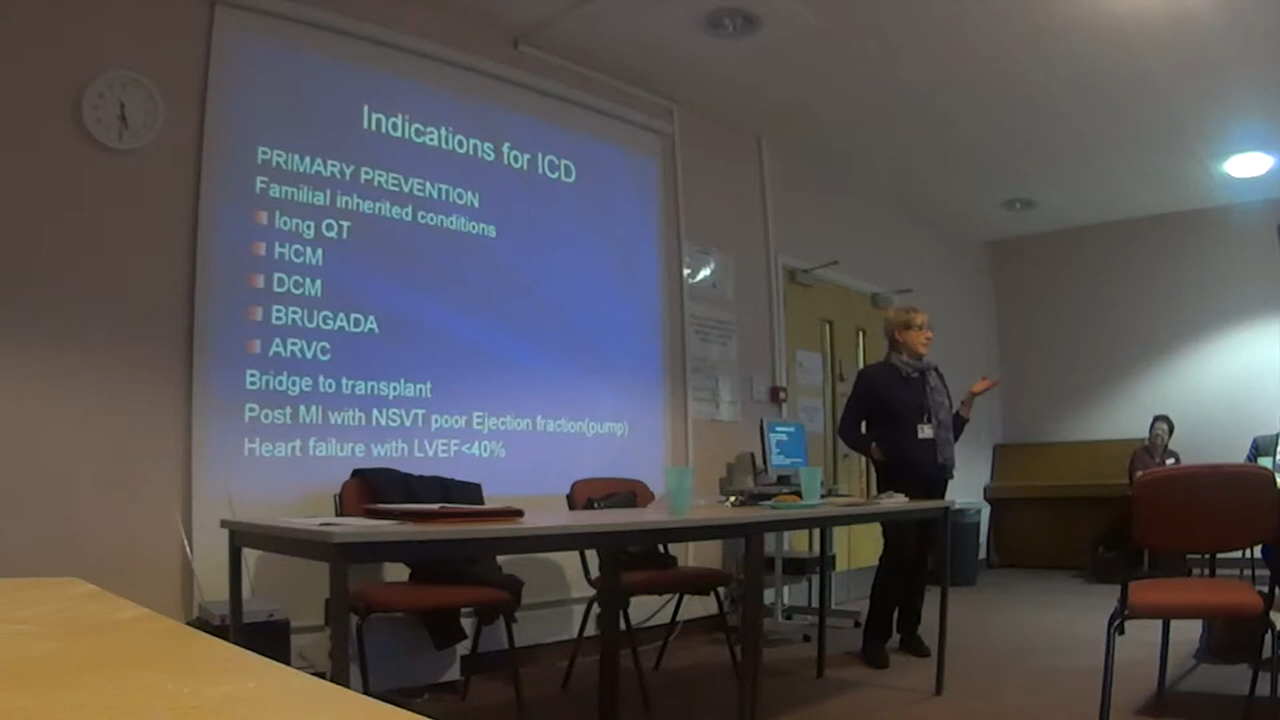 Indications for ICD
PRIMARY PREVENTION
Familial inherited conditions
long QT
HCM
DCM
BRUGADA
ARVC
Bridge to transplant
Post MI with NSVT poor Ejection fraction(pump)
Heart failure with LVEF<40%